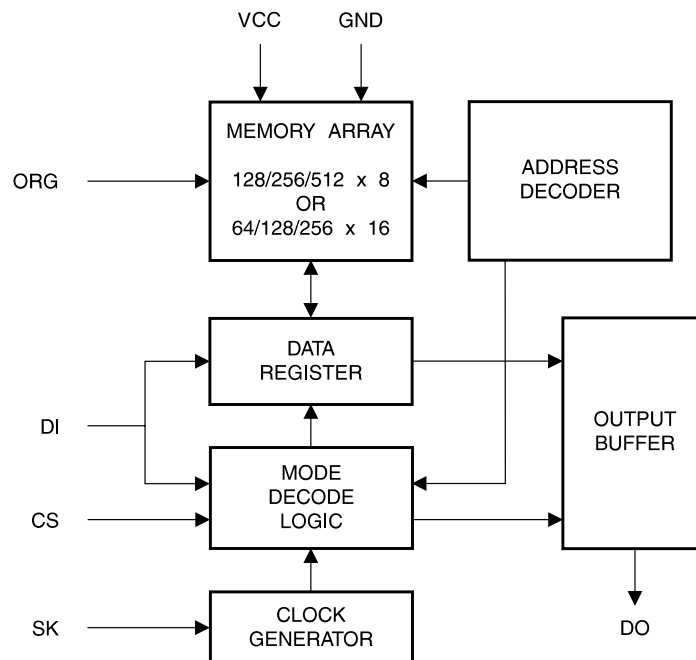 VCC GND
MEMORY ARRAY
128/256/512 x 8
OR
64/128/256 x 16
ORG
ADDRESS
DECODER
DATA
REGISTER
DI
OUTPUT
BUFFER
MODE
DECODE
LOGIC
CS
CLOCK
GENERATOR
SK
DO